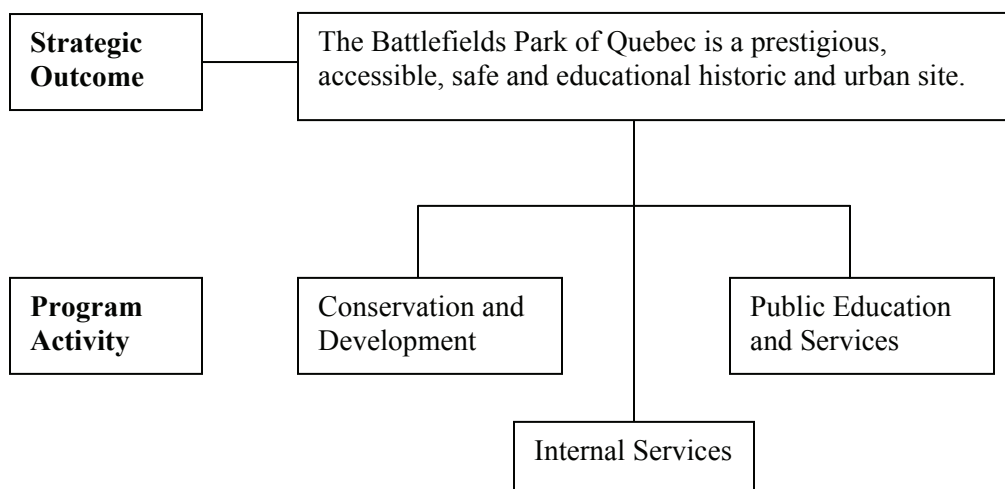 Strategic
Outcome
The Battlefields Park of Quebec is a prestigious,
accessible, safe and educational historic and urban site.
Program
Activity
Conservation and
Development
Public Education
and Services
Internal Services